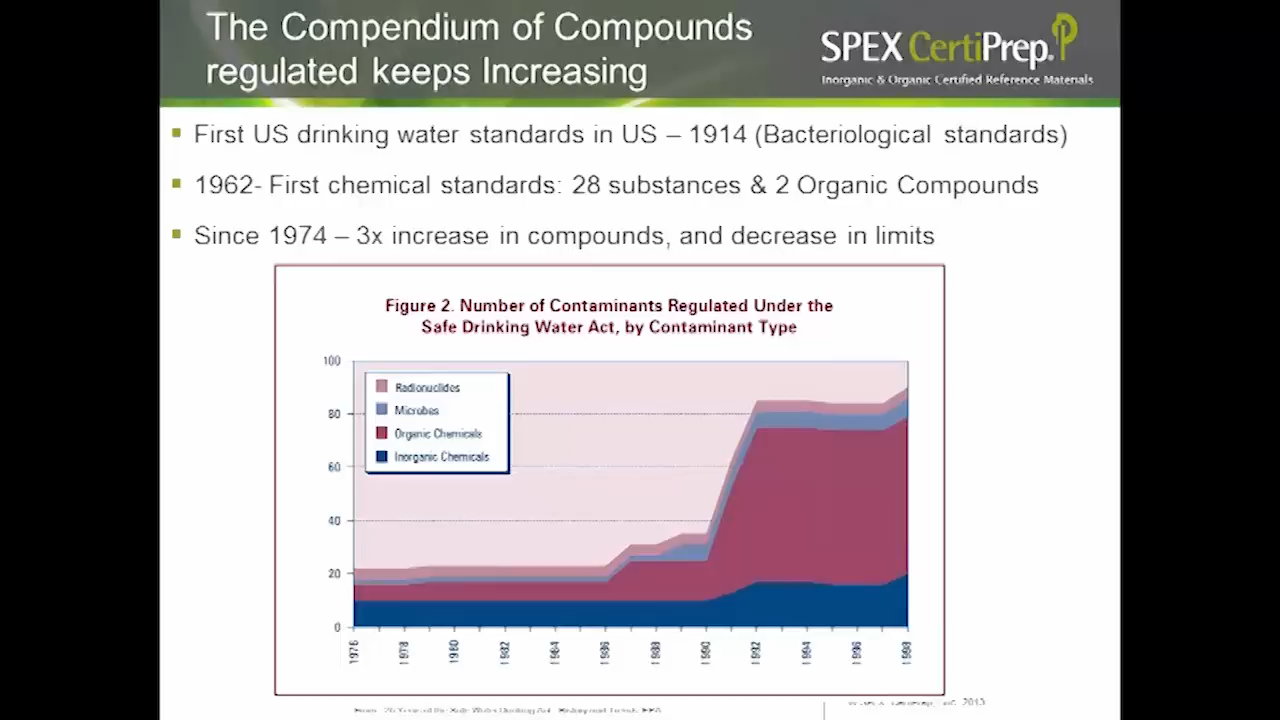 The Compendium of Compounds
regulated keeps Increasing
SPEX CertiPrep.
Inorganic & Organic Certified Reference Materials
First US drinking water standards in US – 1914 (Bacteriological standards)
1962- First chemical standards: 28 substances & 2 Organic Compounds
Since 1974 – 3x increase in compounds, and decrease in limits
Figure 2. Number of Contaminants Regulated Under the
Safe Drinking Water Act, by Contaminant Type
100
80
60
40
20
0
Radionuclides
Microbes
Organic Chemicals
Inorganic Chemicals
1976 1978 1980 1982 1984 1986 1988 1990 1992 1994 1996 1998